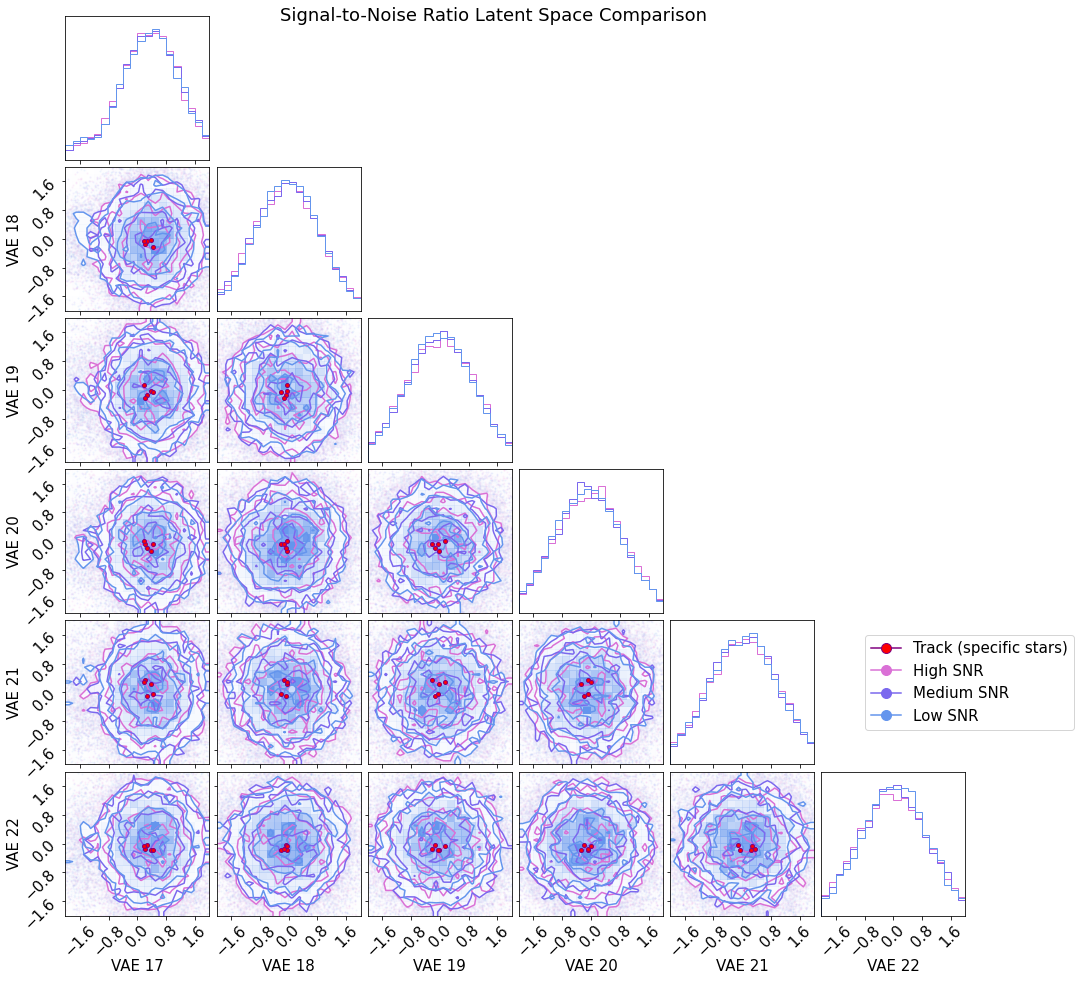 Signal-to-Noise Ratio Latent Space Comparison
VAE 18
1.6
0.8
0.0
−0.8
−1.6
VAE 19
1.6
0.8
0.0
−0.8
−1.6
VAE 20
1.6
0.8
0.0
−0.8
−1.6
VAE 21
1.6
0.8
0.0
−0.8
−1.6
Track (specific stars)
High SNR
Medium SNR
Low SNR
VAE 22
1.6
0.8
0.0
−0.8
−1.6
−1.6 −0.8 0.0 0.8 1.6 −1.6 −0.8 0.0 0.8 1.6 −1.6 −0.8 0.0 0.8 1.6 −1.6 −0.8 0.0 0.8 1.6 −1.6 −0.8 0.0 0.8 1.6 −1.6 −0.8 0.0 0.8 1.6
VAE 17 VAE 18 VAE 19 VAE 20 VAE 21 VAE 22